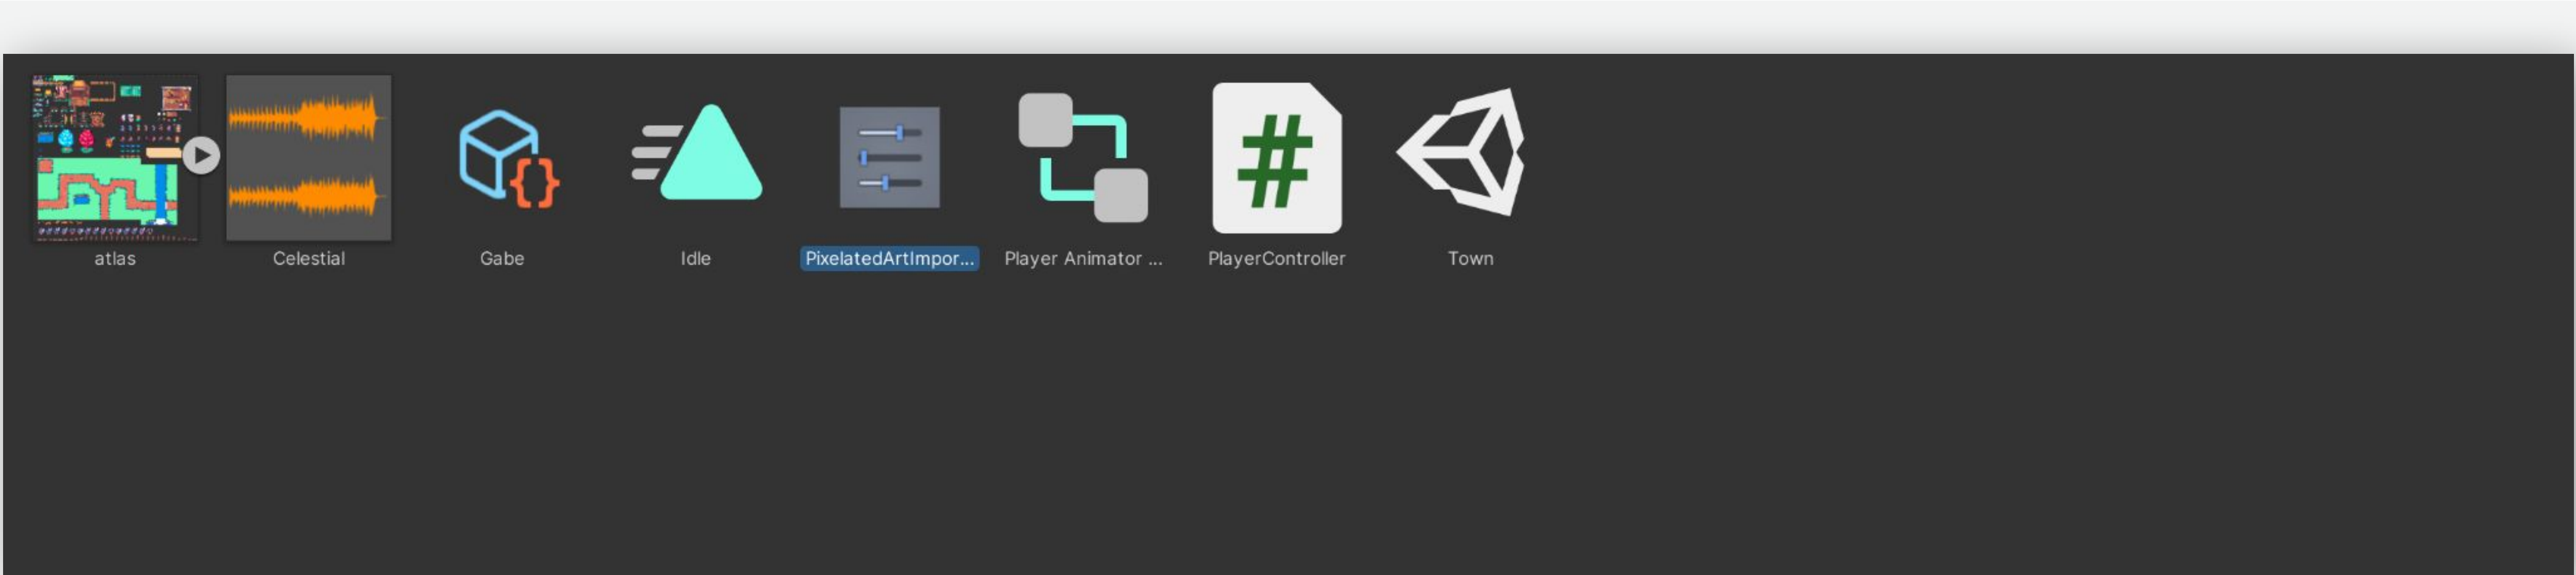 atlas
Celestial
Gabe
Idle
PixelatedArtImpor...
Player Animator ...
PlayerController
Town